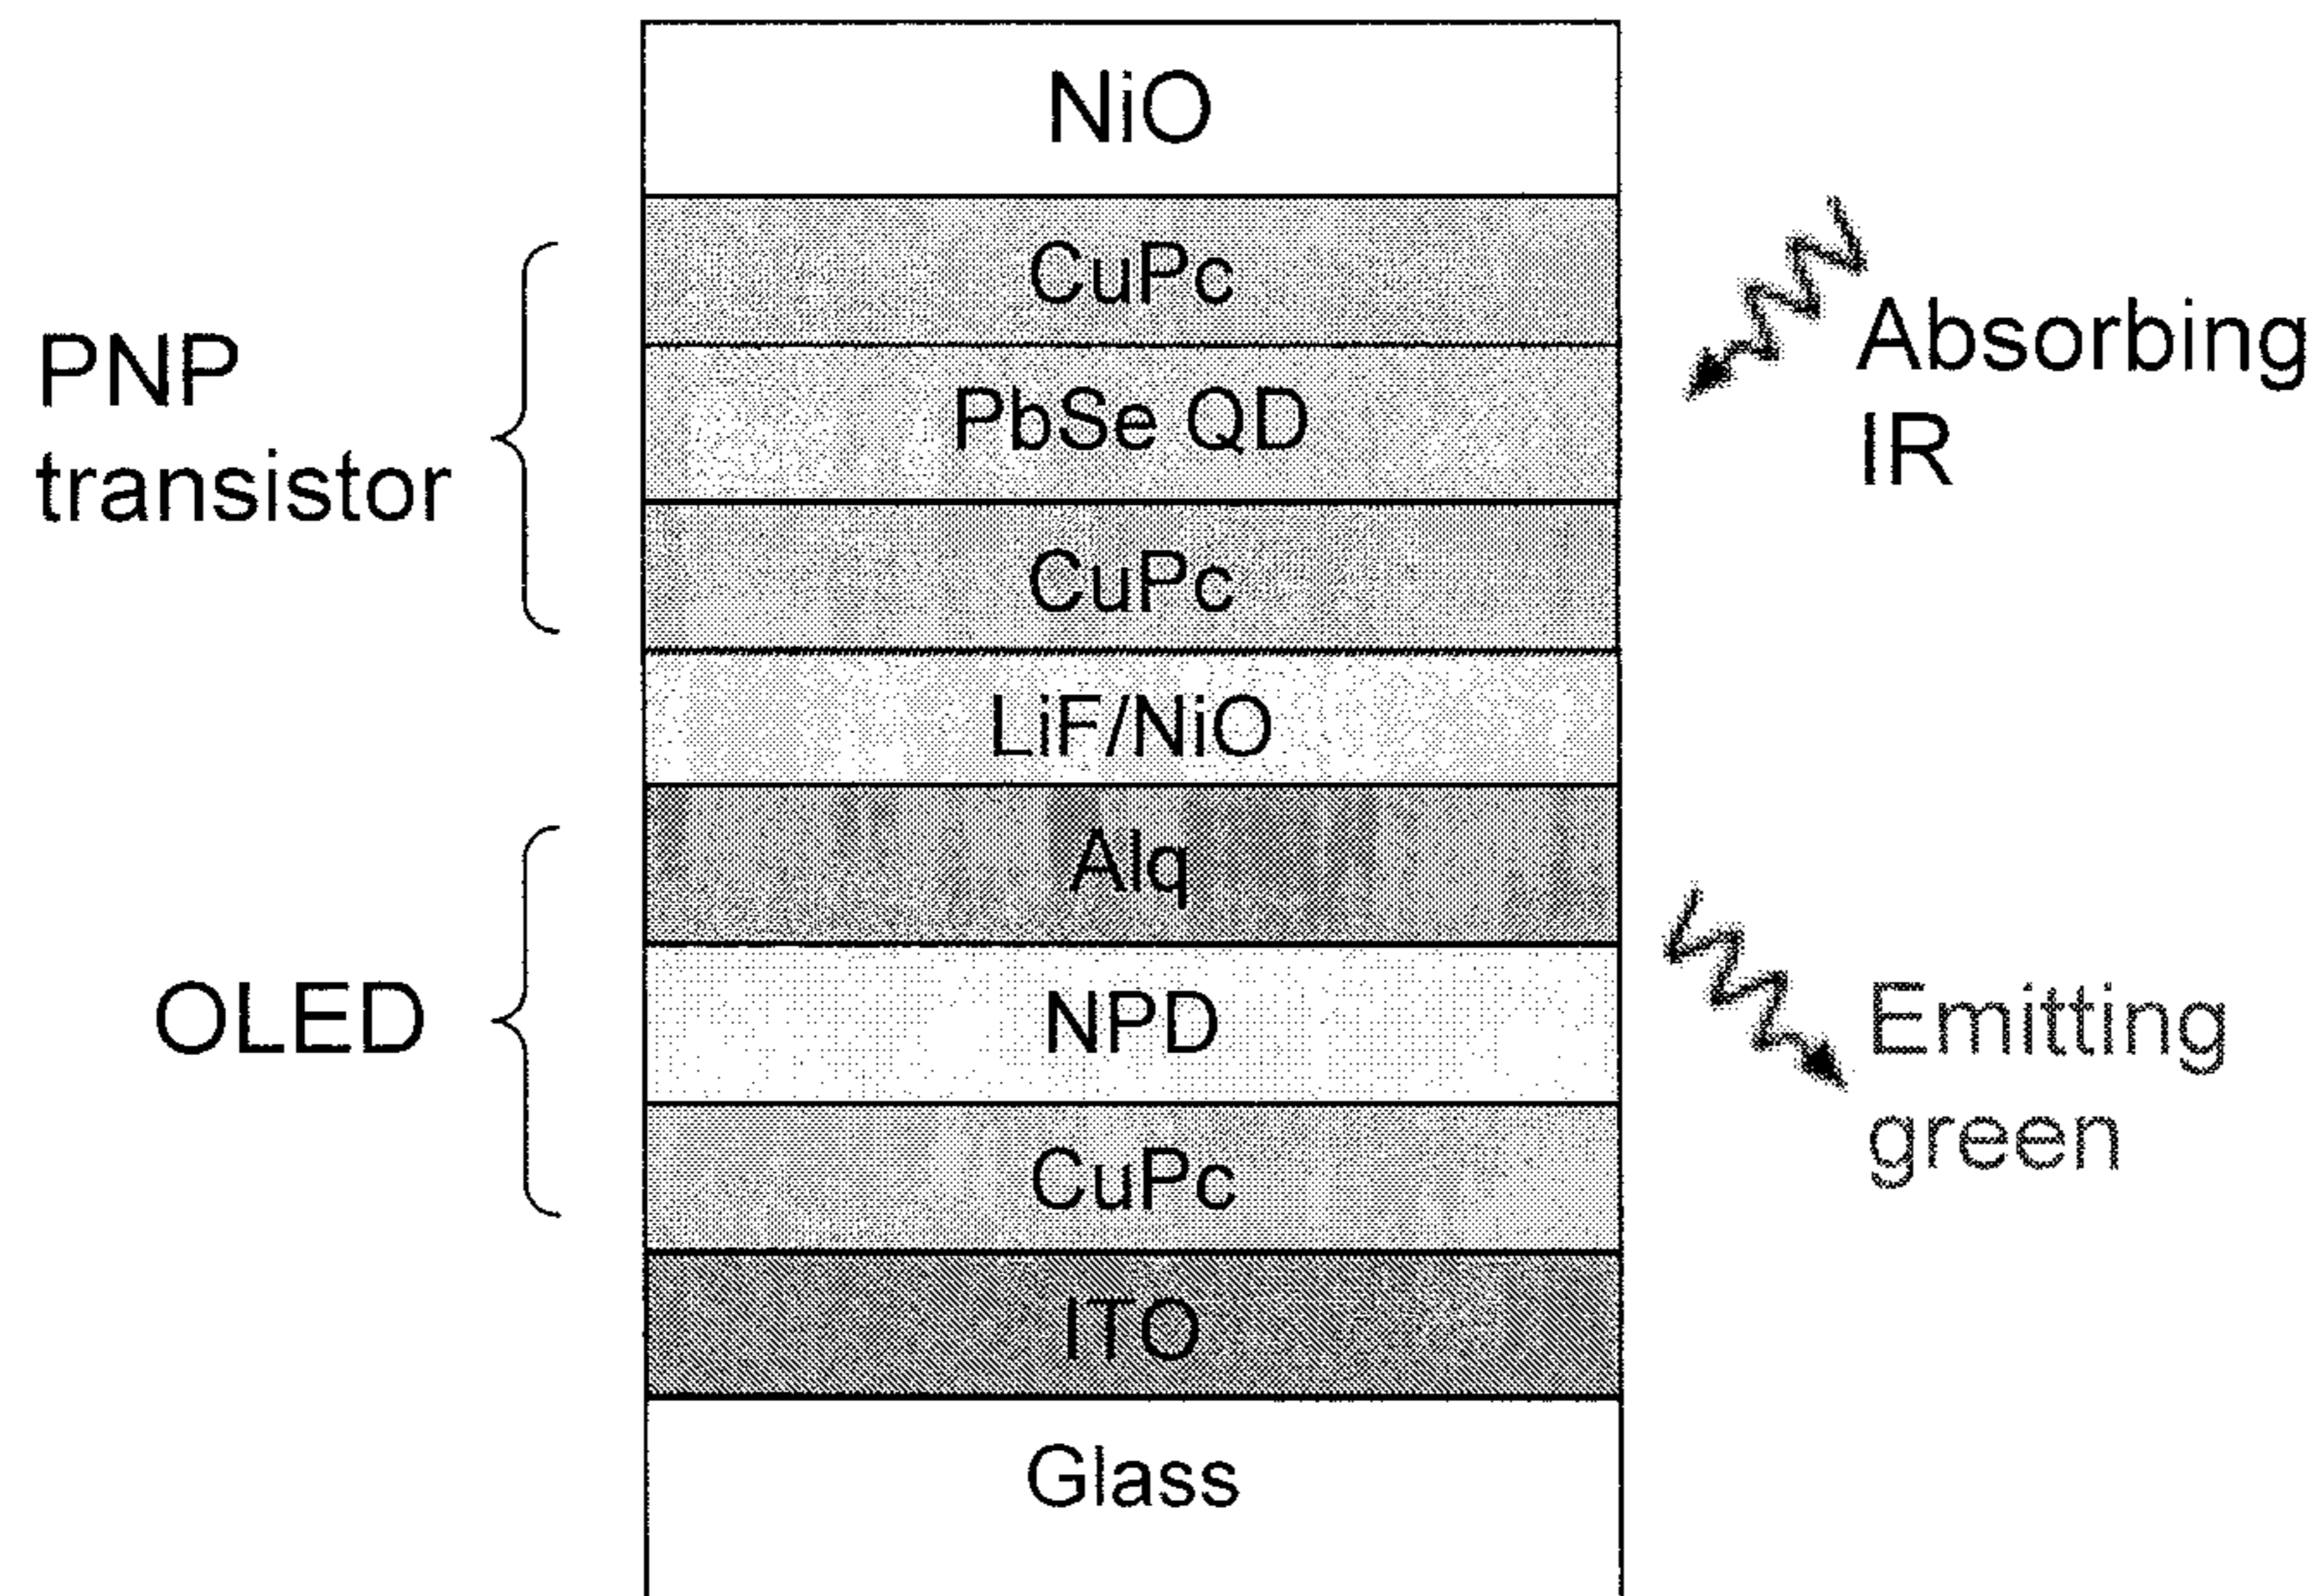 NiO
CuPc
PbSe QD
CuPc
LiF/NiO
Alq
NPD
CuPc
ITO
Glass
PNP
transistor
OLED
Absorbing
IR
Emitting
green